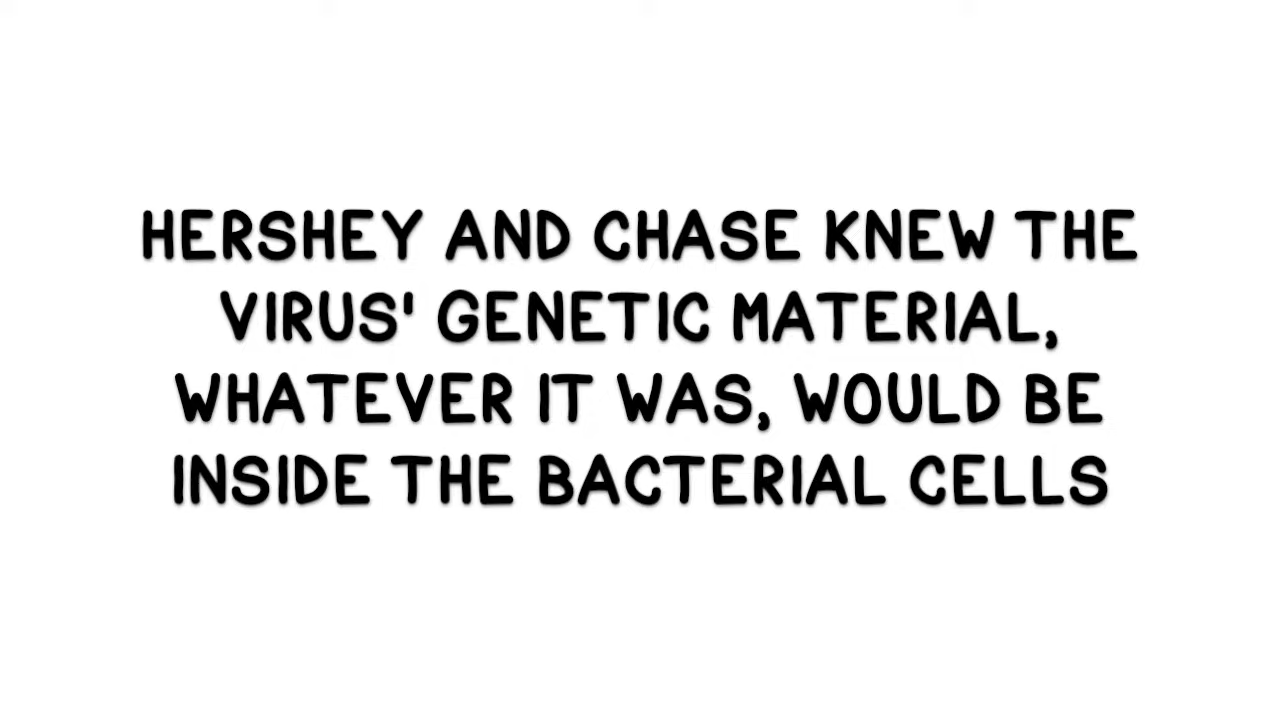 HERSHEY AND CHASE KNEW THE
VIRUS' GENETIC MATERIAL,
WHATEVER IT WAS, WOULD BE
INSIDE THE BACTERIAL CELLS